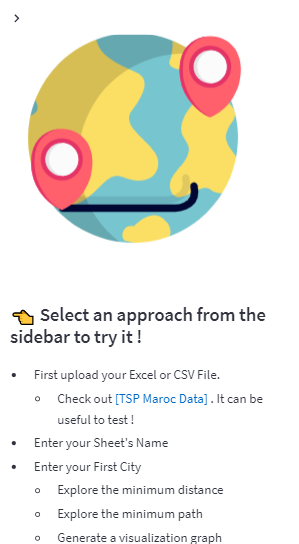 👈 Select an approach from the
sidebar to try it !
• First upload your Excel or CSV File.
○ Check out [TSP Maroc Data] . It can be
useful to test !
• Enter your Sheet's Name
• Enter your First City
○ Explore the minimum distance
○ Explore the minimum path
○ Generate a visualization graph